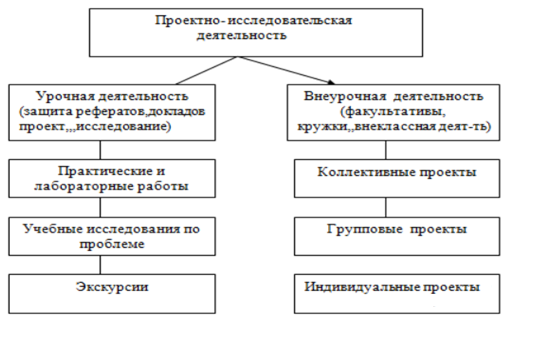 Проектно-исследовательская
деятельность
Урочная деятельность
(защита рефератов,докладов
проект,,,исследование)
Внеурочная деятельность
(факультативы,
кружки,,внеклассная деят-ть)
Практические и
лабораторные работы
Коллективные проекты
Учебные исследования по
проблеме
Групповые проекты
Экскурсии
Индивидуальные проекты